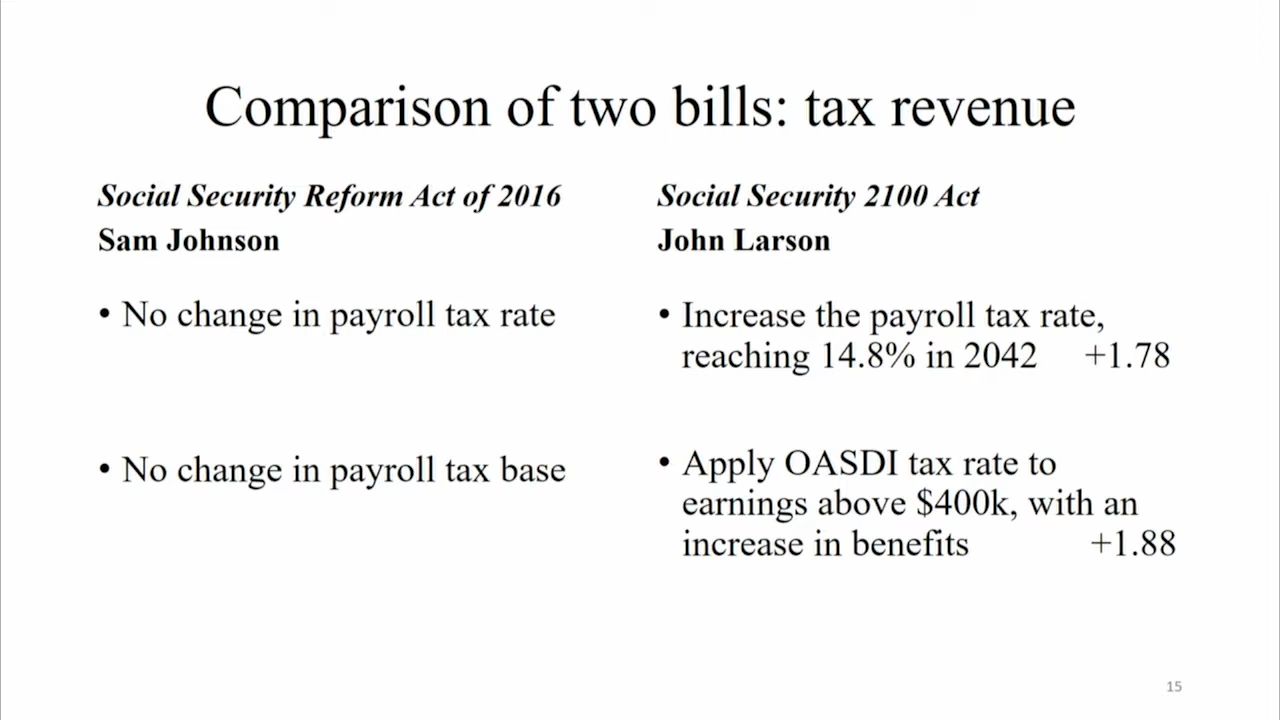 Comparison of two bills: tax revenue
Social Security Reform Act of 2016
Sam Johnson
• No change in payroll tax rate
• No change in payroll tax base
Social Security 2100 Act
John Larson
• Increase the payroll tax rate,
reaching 14.8% in 2042 +1.78
• Apply OASDI tax rate to
earnings above $400k, with an
increase in benefits +1.88
15